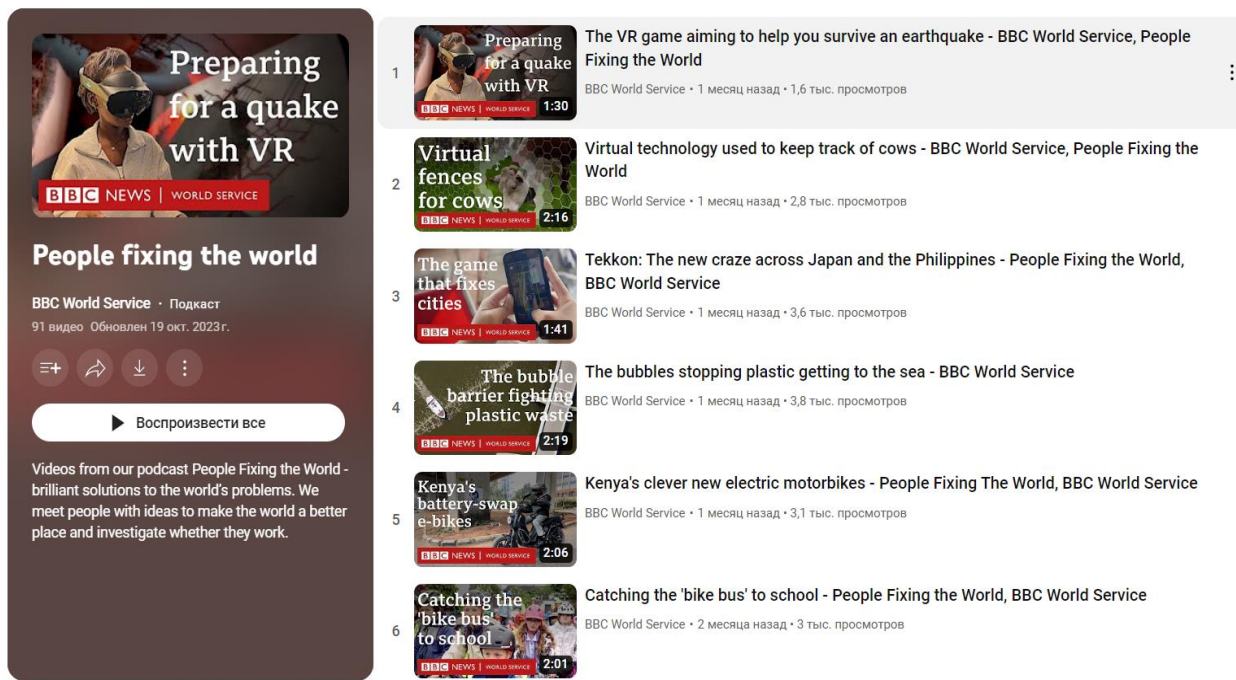 Preparing
for a quake
with VR
BBC NEWS | WORLD SERVICE
People fixing the world
BBC World Service · Подкаст
91 видео Обновлен 19 окт. 2023 г.
Воспроизвести все
Videos from our podcast People Fixing the World -
brilliant solutions to the world's problems. We
meet people with ideas to make the world a better
place and investigate whether they work.
1
Preparing
for a quake
with VR
BBC NEWS | WORLD SERVICE
1:30
The VR game aiming to help you survive an earthquake - BBC World Service, People
Fixing the World
BBC World Service • 1 месяц назад • 1,6 тыс. просмотров
2
Virtual
fences
for cows
BBC NEWS | WORLD SERVICE
2:16
Virtual technology used to keep track of cows - BBC World Service, People Fixing the
World
BBC World Service • 1 месяц назад • 2,8 тыс. просмотров
3
The game
that fixes
cities
BBC NEWS | WORLD SERVICE
1:41
Tekkon: The new craze across Japan and the Philippines - People Fixing the World,
BBC World Service
BBC World Service • 1 месяц назад • 3,6 тыс. просмотров
4
The bubble
barrier fighting
plastic waste
BBC NEWS | WORLD SERVICE
2:19
The bubbles stopping plastic getting to the sea - BBC World Service
BBC World Service • 1 месяц назад • 3,8 тыс. просмотров
5
Kenya's
battery-swap
e-bikes
BBC NEWS | WORLD SERVICE
2:06
Kenya's clever new electric motorbikes - People Fixing The World, BBC World Service
BBC World Service • 1 месяц назад • 3,1 тыс. просмотров
6
Catching the
'bike bus'
to school
BBC NEWS | WORLD SERVICE
2:01
Catching the 'bike bus' to school - People Fixing the World, BBC World Service
BBC World Service • 2 месяца назад • 3 тыс. просмотров